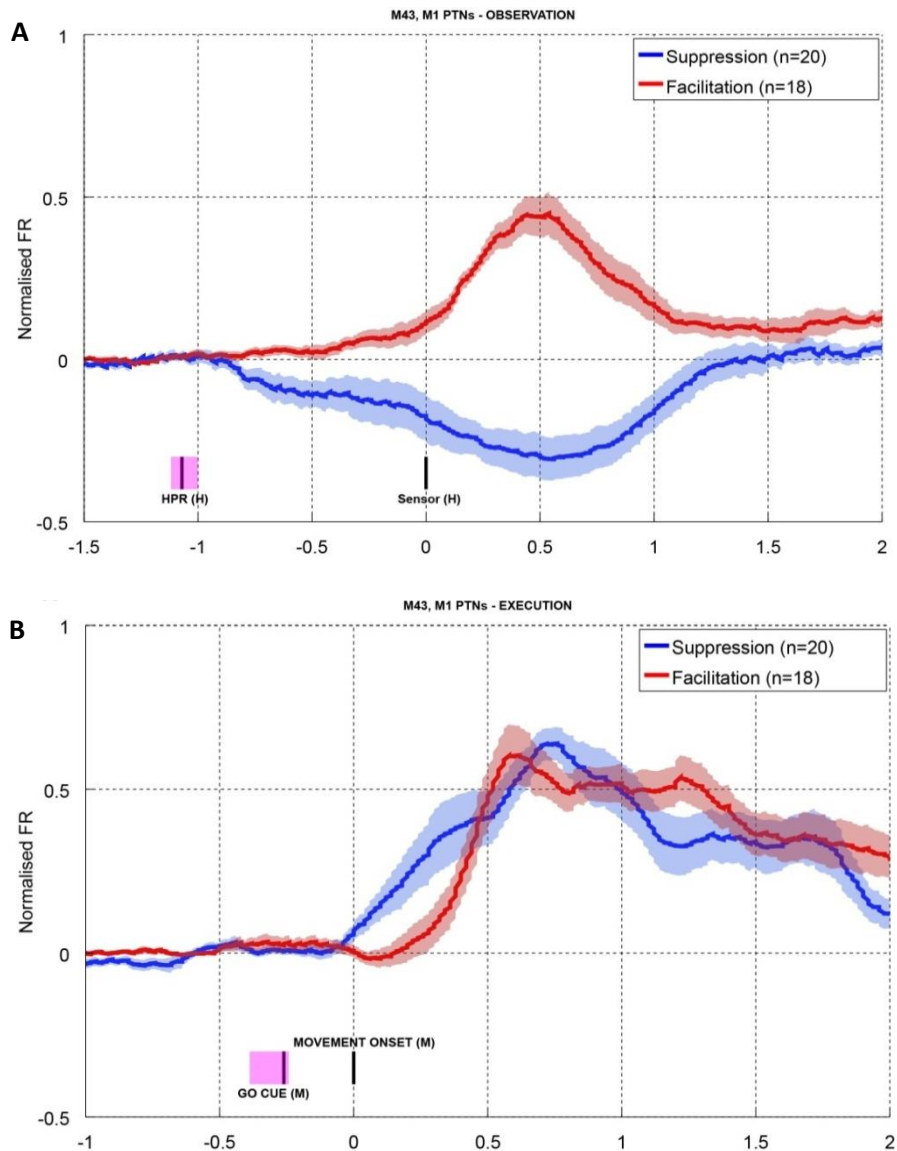 A
M43, M1 PTNs - OBSERVATION
1
Suppression (n=20)
Facilitation (n=18)
0.5
Normalised FR
0
HPR (H)
Sensor (H)
-0.5
-1.5 -1 -0.5 0 0.5 1 1.5 2
B
M43, M1 PTNs - EXECUTION
1
Suppression (n=20)
Facilitation (n=18)
0.5
Normalised FR
0
MOVEMENT ONSET (M)
GO CUE (M)
-0.5
-1 -0.5 0 0.5 1 1.5 2